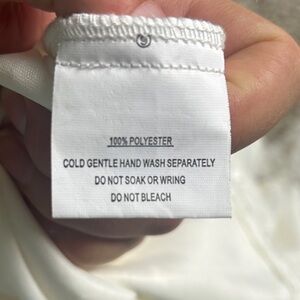 100% POLYESTER
COLD GENTLE HAND WASH SEPARATELY
DO NOT SOAK OR WRING
DO NOT BLEACH